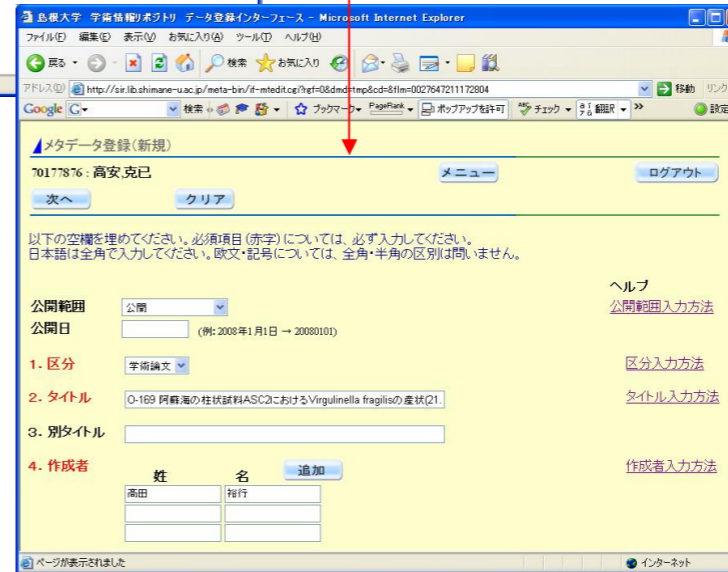 島根大学 学術情報リポジトリ データ登録インターフェース - Microsoft Internet Explorer
ファイル(F) 編集(E) 表示(V) お気に入り(A) ツール(T) ヘルプ(H)
戻る 検索 お気に入り
アドレス(D) http://sir.lib.shimane-u.ac.jp/meta-bin/if-mtedit.cgi?rgf=0&dmd=tmp&cd=&flm=0027647211172804 移動 リンク
Google G 検索 ブックマーク PageRank ポップアップを許可 チェック 翻訳 設定
メタデータ登録(新規)
70177876 : 高安,克已 メニュー ログアウト
次へ クリア
以下の空欄を埋めてください。必須項目(赤字)については、必ず入力してください。
日本語は全角で入力してください。欧文・記号については、全角・半角の区別は問いません。
ヘルプ
公開範囲 公開 公開範囲入力方法
公開日 (例: 2008年1月1日 → 20080101)
1. 区分 学術論文 区分入力方法
2. タイトル O-169 阿蘇海の柱状試料ASC2におけるVirgulinella fragilisの産状(21. タイトル入力方法
3. 別タイトル
4. 作成者 姓 名 追加 作成者入力方法
高田 裕行
ページが表示されました インターネット